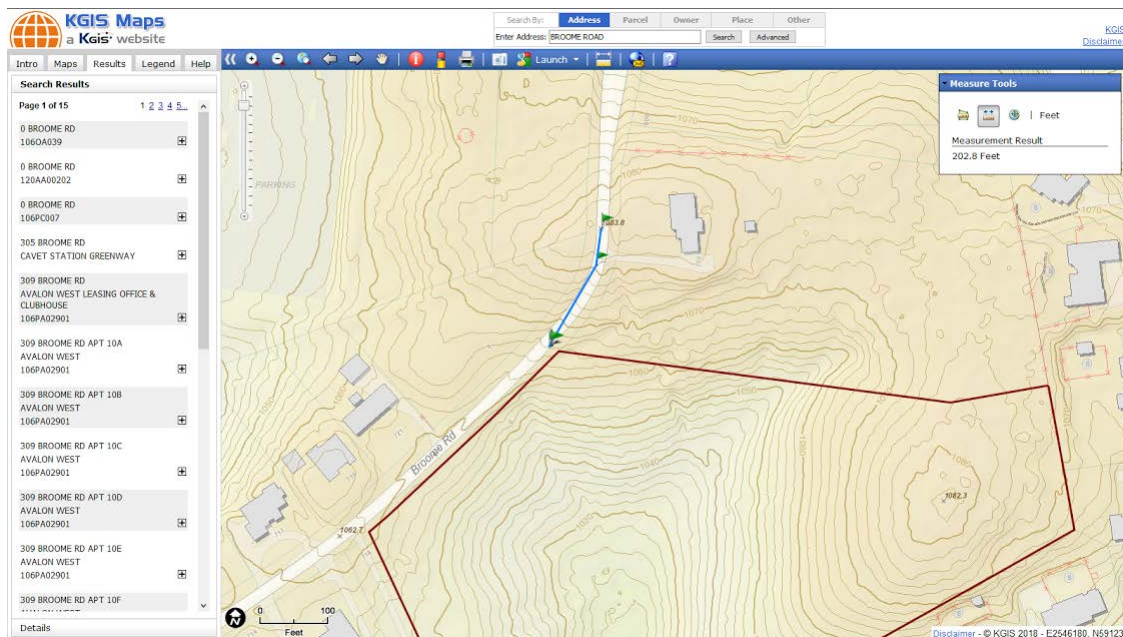 KGIS Maps
a KGIS website
Search By: Address Parcel Owner Place Other
Enter Address: BROOME ROAD Search Advanced
KGIS
Disclaimer
Intro Maps Results Legend Help
Launch
Search Results
Page 1 of 15 1 2 3 4 5...
0 BROOME RD
106OA039
0 BROOME RD
120AA00202
0 BROOME RD
106PC007
305 BROOME RD
CAVET STATION GREENWAY
309 BROOME RD
AVALON WEST LEASING OFFICE &
CLUBHOUSE
106PA02901
309 BROOME RD APT 10A
AVALON WEST
106PA02901
309 BROOME RD APT 10B
AVALON WEST
106PA02901
309 BROOME RD APT 10C
AVALON WEST
106PA02901
309 BROOME RD APT 10D
AVALON WEST
106PA02901
309 BROOME RD APT 10E
AVALON WEST
106PA02901
309 BROOME RD APT 10F
Details
Measure Tools
Feet
Measurement Result
202.8 Feet
PARKING
1070
1080
1083.8
1070
1070
1060
1040
1080
1082.3
Broome Rd
1062.7
N
0 100
Feet
Disclaimer - © KGIS 2018 - E2546180, N59123